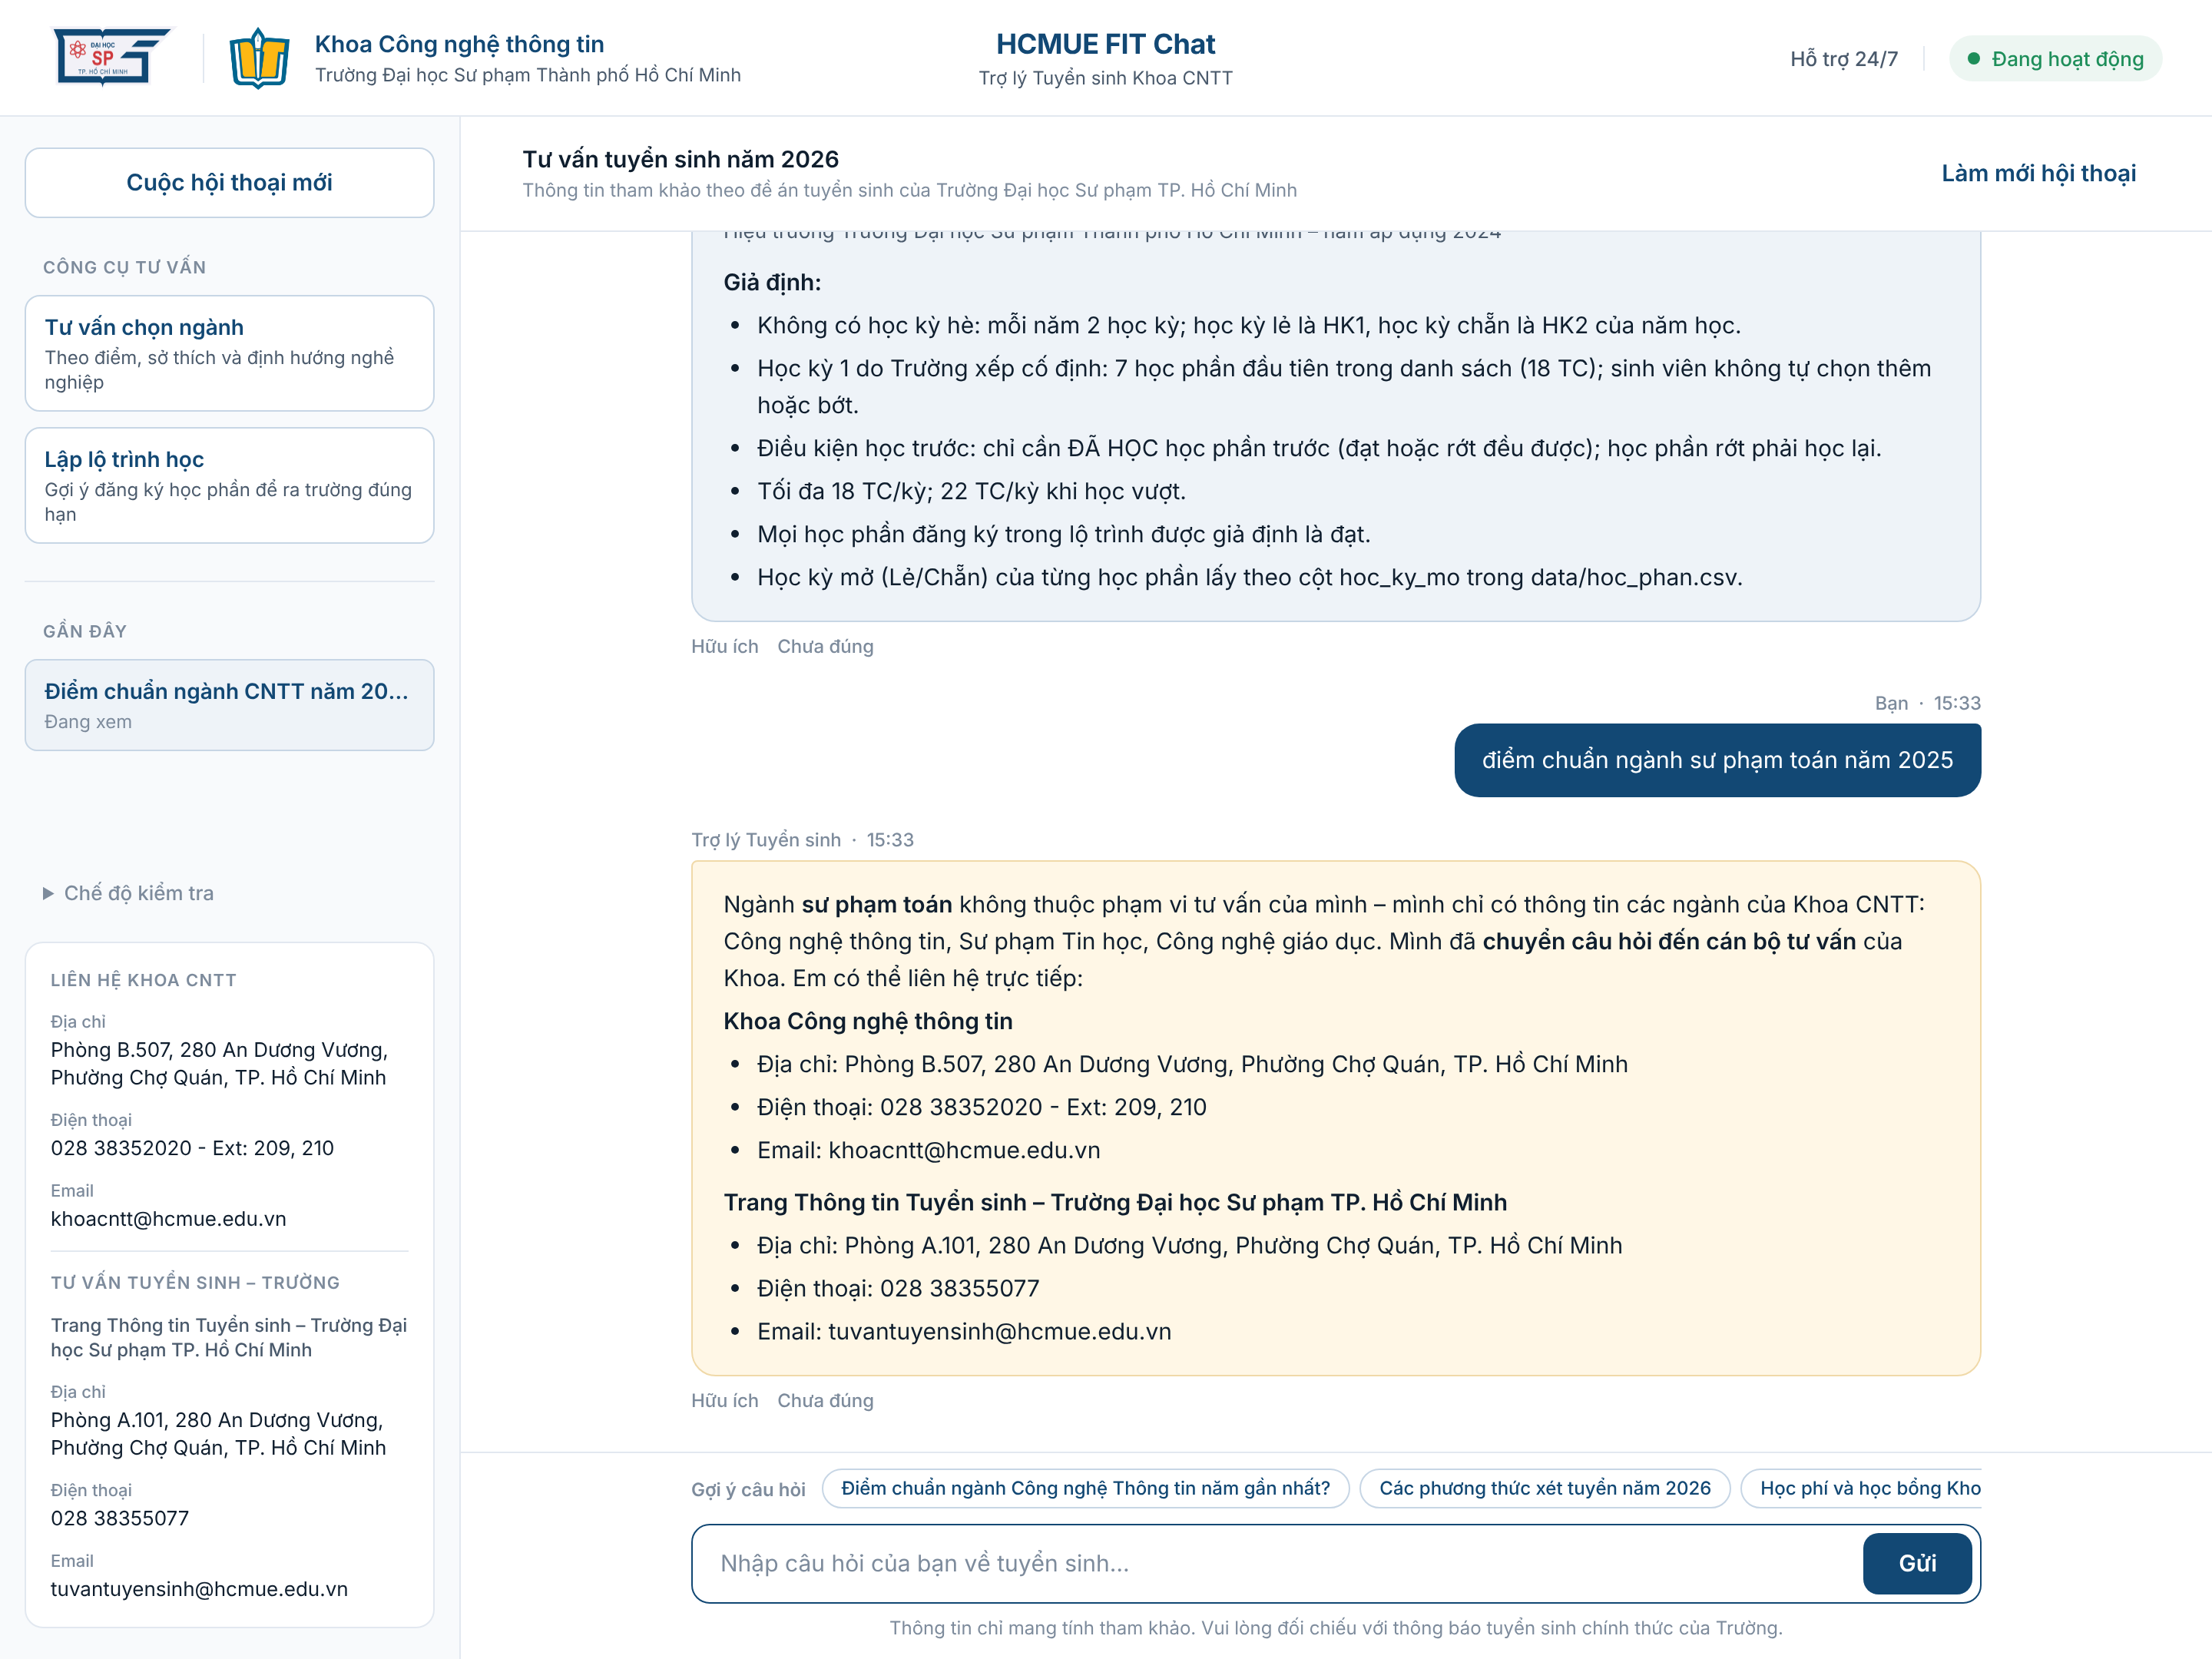 ĐẠI HỌC
SP
TP. HỒ CHÍ MINH
Khoa Công nghệ thông tin
Trường Đại học Sư phạm Thành phố Hồ Chí Minh
HCMUE FIT Chat
Trợ lý Tuyển sinh Khoa CNTT
Hỗ trợ 24/7
Đang hoạt động
Cuộc hội thoại mới
CÔNG CỤ TƯ VẤN
Tư vấn chọn ngành
Theo điểm, sở thích và định hướng nghề
nghiệp
Lập lộ trình học
Gợi ý đăng ký học phần để ra trường đúng
hạn
GẦN ĐÂY
Điểm chuẩn ngành CNTT năm 20...
Đang xem
Chế độ kiểm tra
LIÊN HỆ KHOA CNTT
Địa chỉ
Phòng B.507, 280 An Dương Vương,
Phường Chợ Quán, TP. Hồ Chí Minh
Điện thoại
028 38352020 - Ext: 209, 210
Email
khoacntt@hcmue.edu.vn
TƯ VẤN TUYỂN SINH – TRƯỜNG
Trang Thông tin Tuyển sinh – Trường Đại
học Sư phạm TP. Hồ Chí Minh
Địa chỉ
Phòng A.101, 280 An Dương Vương,
Phường Chợ Quán, TP. Hồ Chí Minh
Điện thoại
028 38355077
Email
tuvantuyensinh@hcmue.edu.vn
Tư vấn tuyển sinh năm 2026
Thông tin tham khảo theo đề án tuyển sinh của Trường Đại học Sư phạm TP. Hồ Chí Minh
Làm mới hội thoại
Hiệu trưởng Trường Đại học Sư phạm Thành phố Hồ Chí Minh – năm áp dụng 2024
Giả định:
• Không có học kỳ hè: mỗi năm 2 học kỳ; học kỳ lẻ là HK1, học kỳ chẵn là HK2 của năm học.
• Học kỳ 1 do Trường xếp cố định: 7 học phần đầu tiên trong danh sách (18 TC); sinh viên không tự chọn thêm
hoặc bớt.
• Điều kiện học trước: chỉ cần ĐÃ HỌC học phần trước (đạt hoặc rớt đều được); học phần rớt phải học lại.
• Tối đa 18 TC/kỳ; 22 TC/kỳ khi học vượt.
• Mọi học phần đăng ký trong lộ trình được giả định là đạt.
• Học kỳ mở (Lẻ/Chẵn) của từng học phần lấy theo cột hoc_ky_mo trong data/hoc_phan.csv.
Hữu ích Chưa đúng
Bạn · 15:33
điểm chuẩn ngành sư phạm toán năm 2025
Trợ lý Tuyển sinh · 15:33
Ngành sư phạm toán không thuộc phạm vi tư vấn của mình – mình chỉ có thông tin các ngành của Khoa CNTT:
Công nghệ thông tin, Sư phạm Tin học, Công nghệ giáo dục. Mình đã chuyển câu hỏi đến cán bộ tư vấn của
Khoa. Em có thể liên hệ trực tiếp:
Khoa Công nghệ thông tin
• Địa chỉ: Phòng B.507, 280 An Dương Vương, Phường Chợ Quán, TP. Hồ Chí Minh
• Điện thoại: 028 38352020 - Ext: 209, 210
• Email: khoacntt@hcmue.edu.vn
Trang Thông tin Tuyển sinh – Trường Đại học Sư phạm TP. Hồ Chí Minh
• Địa chỉ: Phòng A.101, 280 An Dương Vương, Phường Chợ Quán, TP. Hồ Chí Minh
• Điện thoại: 028 38355077
• Email: tuvantuyensinh@hcmue.edu.vn
Hữu ích Chưa đúng
Gợi ý câu hỏi
Điểm chuẩn ngành Công nghệ Thông tin năm gần nhất?
Các phương thức xét tuyển năm 2026
Học phí và học bổng Kho
Nhập câu hỏi của bạn về tuyển sinh...
Gửi
Thông tin chỉ mang tính tham khảo. Vui lòng đối chiếu với thông báo tuyển sinh chính thức của Trường.